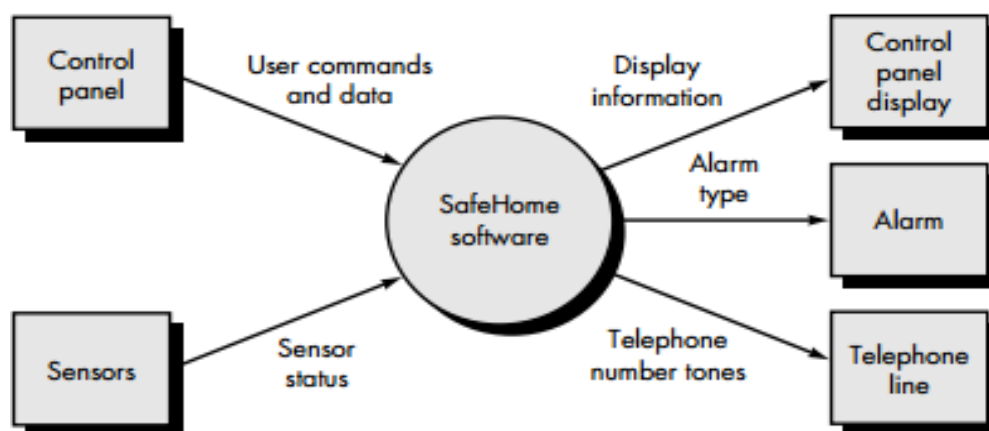 Control
panel
User commands
and data
Display
information
Control
panel
display
SafeHome
software
Alarm
type
Alarm
Sensors
Sensor
status
Telephone
number tones
Telephone
line